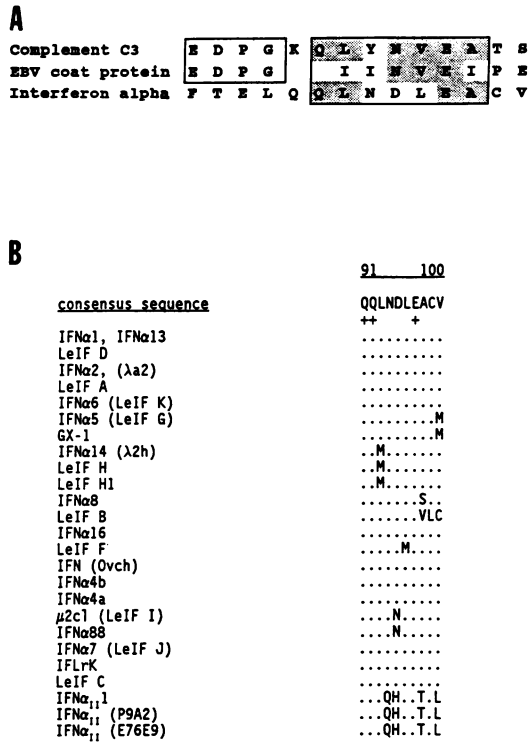 A
Complement C3 E D P G K Q L Y N V E A T S
EBV coat protein E D P G I I N V E I P E
Interferon alpha F T E L Q Q L N D L E A C V
B
91 100
consensus sequence QQLNDLEACV
++ +
IFNα1, IFNα13 ..........
LeIF D ..........
IFNα2, (λa2) ..........
LeIF A ..........
IFNα6 (LeIF K) ..........
IFNα5 (LeIF G) .........M
GX-1 .........M
IFNα14 (λ2h) ..M.......
LeIF H ..M.......
LeIF H1 ..M.......
IFNα8 .......S..
LeIF B .......VLC
IFNα16 ..........
LeIF F .....M....
IFN (Ovch) ..........
IFNα4b ..........
IFNα4a ..........
μ2c1 (LeIF I) ....N.....
IFNα88 ....N.....
IFNα7 (LeIF J) ..........
IFLrK ..........
LeIF C ..........
IFNαII1 ...QH..T.L
IFNαII (P9A2) ...QH..T.L
IFNαII (E76E9) ...QH..T.L